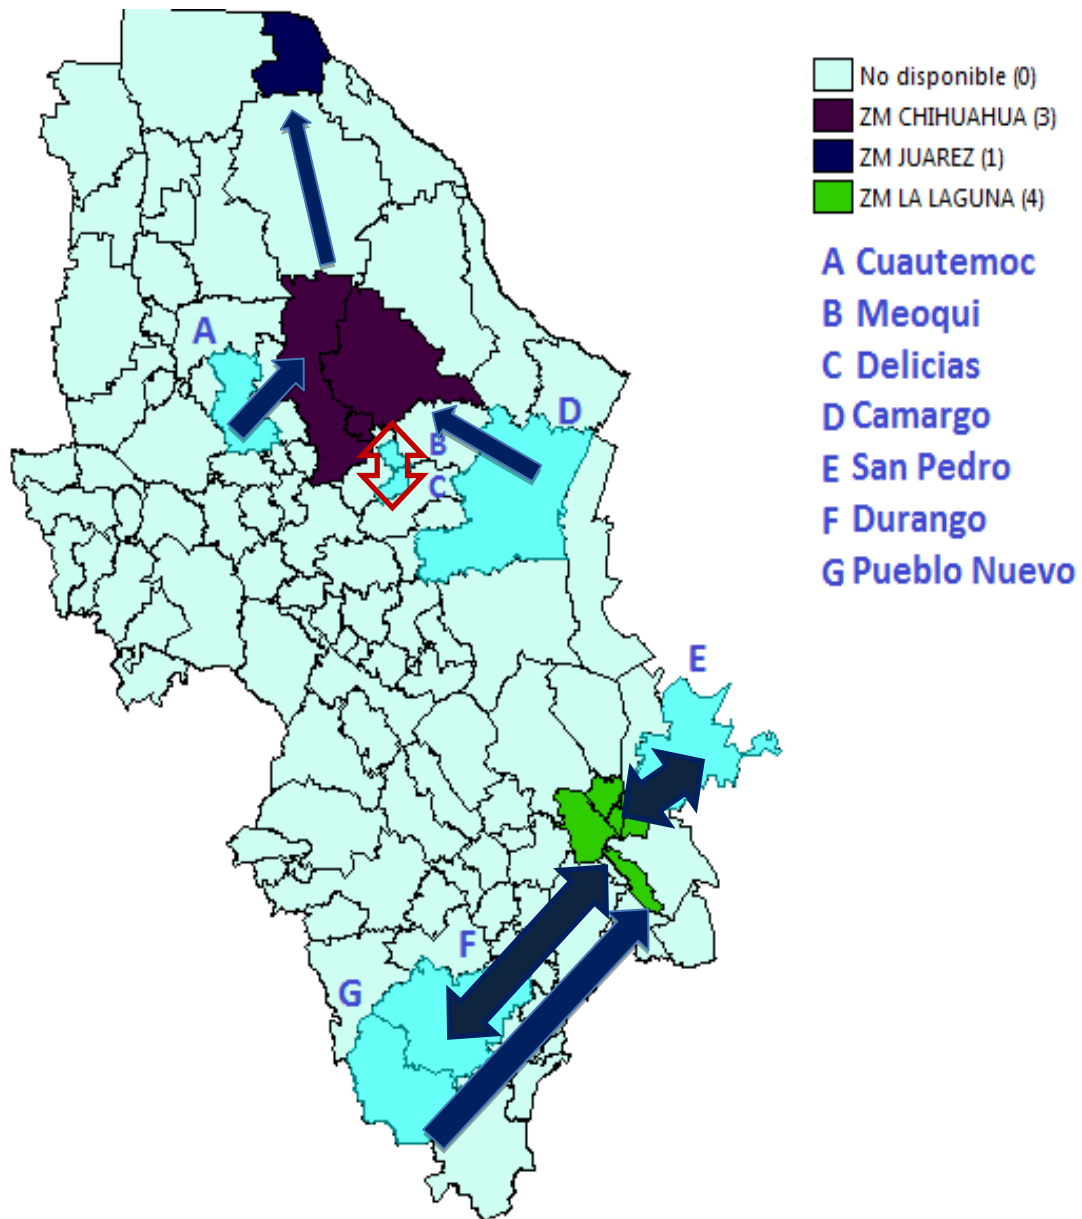 No disponible (0)
ZM CHIHUAHUA (3)
ZM JUAREZ (1)
ZM LA LAGUNA (4)
A Cuautemoc
B Meoqui
C Delicias
D Camargo
E San Pedro
F Durango
G Pueblo Nuevo
A
D
B
C
E
F
G